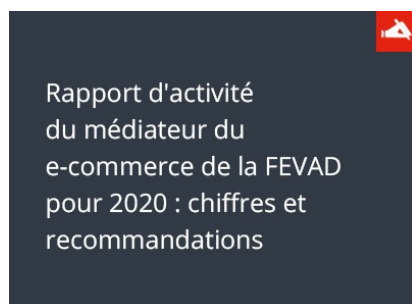 Rapport d'activité
du médiateur du
e-commerce de la FEVAD
pour 2020 : chiffres et
recommandations